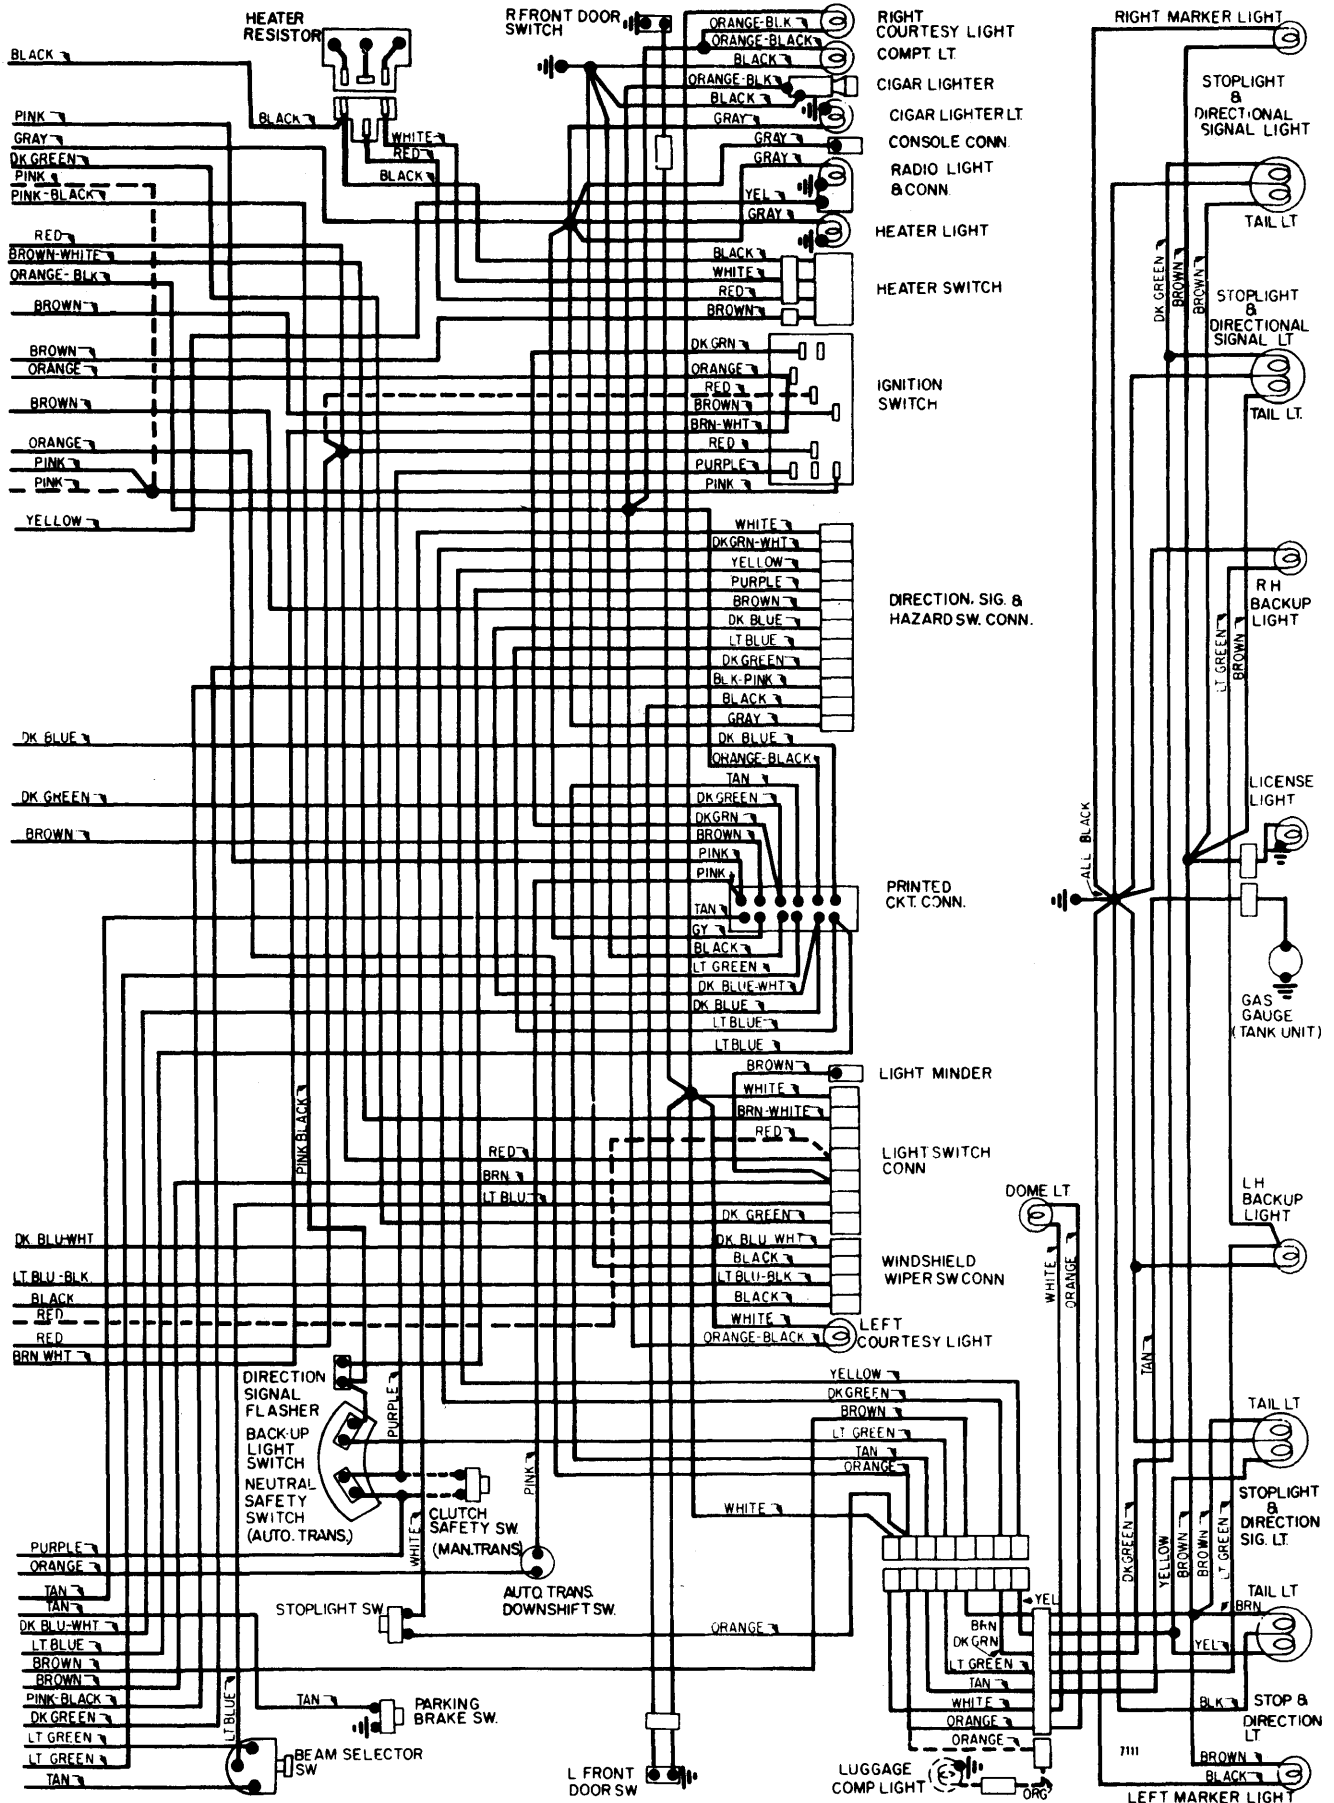 HEATER
RESISTOR
R FRONT DOOR
SWITCH
ORANGE-BLK
RIGHT
COURTESY LIGHT
ORANGE-BLACK
COMPT. LT.
BLACK
ORANGE-BLK
CIGAR LIGHTER
BLACK
GRAY
CIGAR LIGHTER LT.
GRAY
CONSOLE CONN.
GRAY
RADIO LIGHT
& CONN.
YEL
GRAY
HEATER LIGHT
BLACK
WHITE
RED
BROWN
HEATER SWITCH
BLACK
PINK
GRAY
DK GREEN
PINK
PINK-BLACK
RED
BROWN-WHITE
ORANGE-BLK
BROWN
BROWN
ORANGE
BROWN
ORANGE
PINK
PINK
YELLOW
BLACK
WHITE
RED
BLACK
DK GRN
ORANGE
RED
BROWN
BRN-WHT
RED
PURPLE
PINK
IGNITION
SWITCH
WHITE
DK GRN-WHT
YELLOW
PURPLE
BROWN
DK BLUE
LT BLUE
DK GREEN
BLK-PINK
BLACK
GRAY
DIRECTION. SIG. &
HAZARD SW. CONN.
DK BLUE
DK GREEN
BROWN
DK BLUE
ORANGE-BLACK
TAN
DK GREEN
DKGRN
BROWN
PINK
PINK
TAN
GY
BLACK
LT GREEN
DK BLUE-WHT
DK BLUE
LT BLUE
LT BLUE
PRINTED
CKT. CONN.
BROWN
LIGHT MINDER
WHITE
BRN-WHITE
RED
RED
BRN
LT BLU
DK GREEN
LIGHT SWITCH
CONN
PINK BLACK
DK BLU-WHT
LT BLU-BLK
BLACK
RED
RED
BRN WHT
DK BLU WHT
BLACK
LT BLU-BLK
BLACK
WINDSHIELD
WIPER SW CONN
WHITE
ORANGE-BLACK
LEFT
COURTESY LIGHT
DIRECTION
SIGNAL
FLASHER
BACK-UP
LIGHT
SWITCH
NEUTRAL
SAFETY
SWITCH
(AUTO. TRANS.)
PURPLE
WHITE
CLUTCH
SAFETY SW.
(MAN.TRANS)
PINK
AUTO. TRANS.
DOWNSHIFT SW.
YELLOW
DKGREEN
BROWN
LT GREEN
TAN
ORANGE
WHITE
PURPLE
ORANGE
TAN
TAN
DK BLU-WHT
LT BLUE
BROWN
BROWN
PINK-BLACK
DK GREEN
LT GREEN
LT GREEN
TAN
STOPLIGHT SW.
ORANGE
LT BLUE
TAN
PARKING
BRAKE SW.
BEAM SELECTOR
SW
L FRONT
DOOR SW
YEL
BRN
DK GRN
LT GREEN
TAN
WHITE
ORANGE
ORANGE
LUGGAGE
COMP LIGHT
ORG
7111
DOME LT
WHITE
ORANGE
RIGHT MARKER LIGHT
STOPLIGHT
&
DIRECTIONAL
SIGNAL LIGHT
TAIL LT
DK GREEN
BROWN
BROWN
STOPLIGHT
&
DIRECTIONAL
SIGNAL LT
TAIL LT.
RH
BACKUP
LIGHT
LT GREEN
BROWN
LICENSE
LIGHT
ALL BLACK
GAS
GAUGE
(TANK UNIT)
LH
BACKUP
LIGHT
TAN
TAIL LT
STOPLIGHT
&
DIRECTION
SIG. LT.
DK GREEN
YELLOW
BROWN
BROWN
LT GREEN
TAIL LT
BRN
YEL
BLK
STOP &
DIRECTION
LT
BROWN
BLACK
LEFT MARKER LIGHT